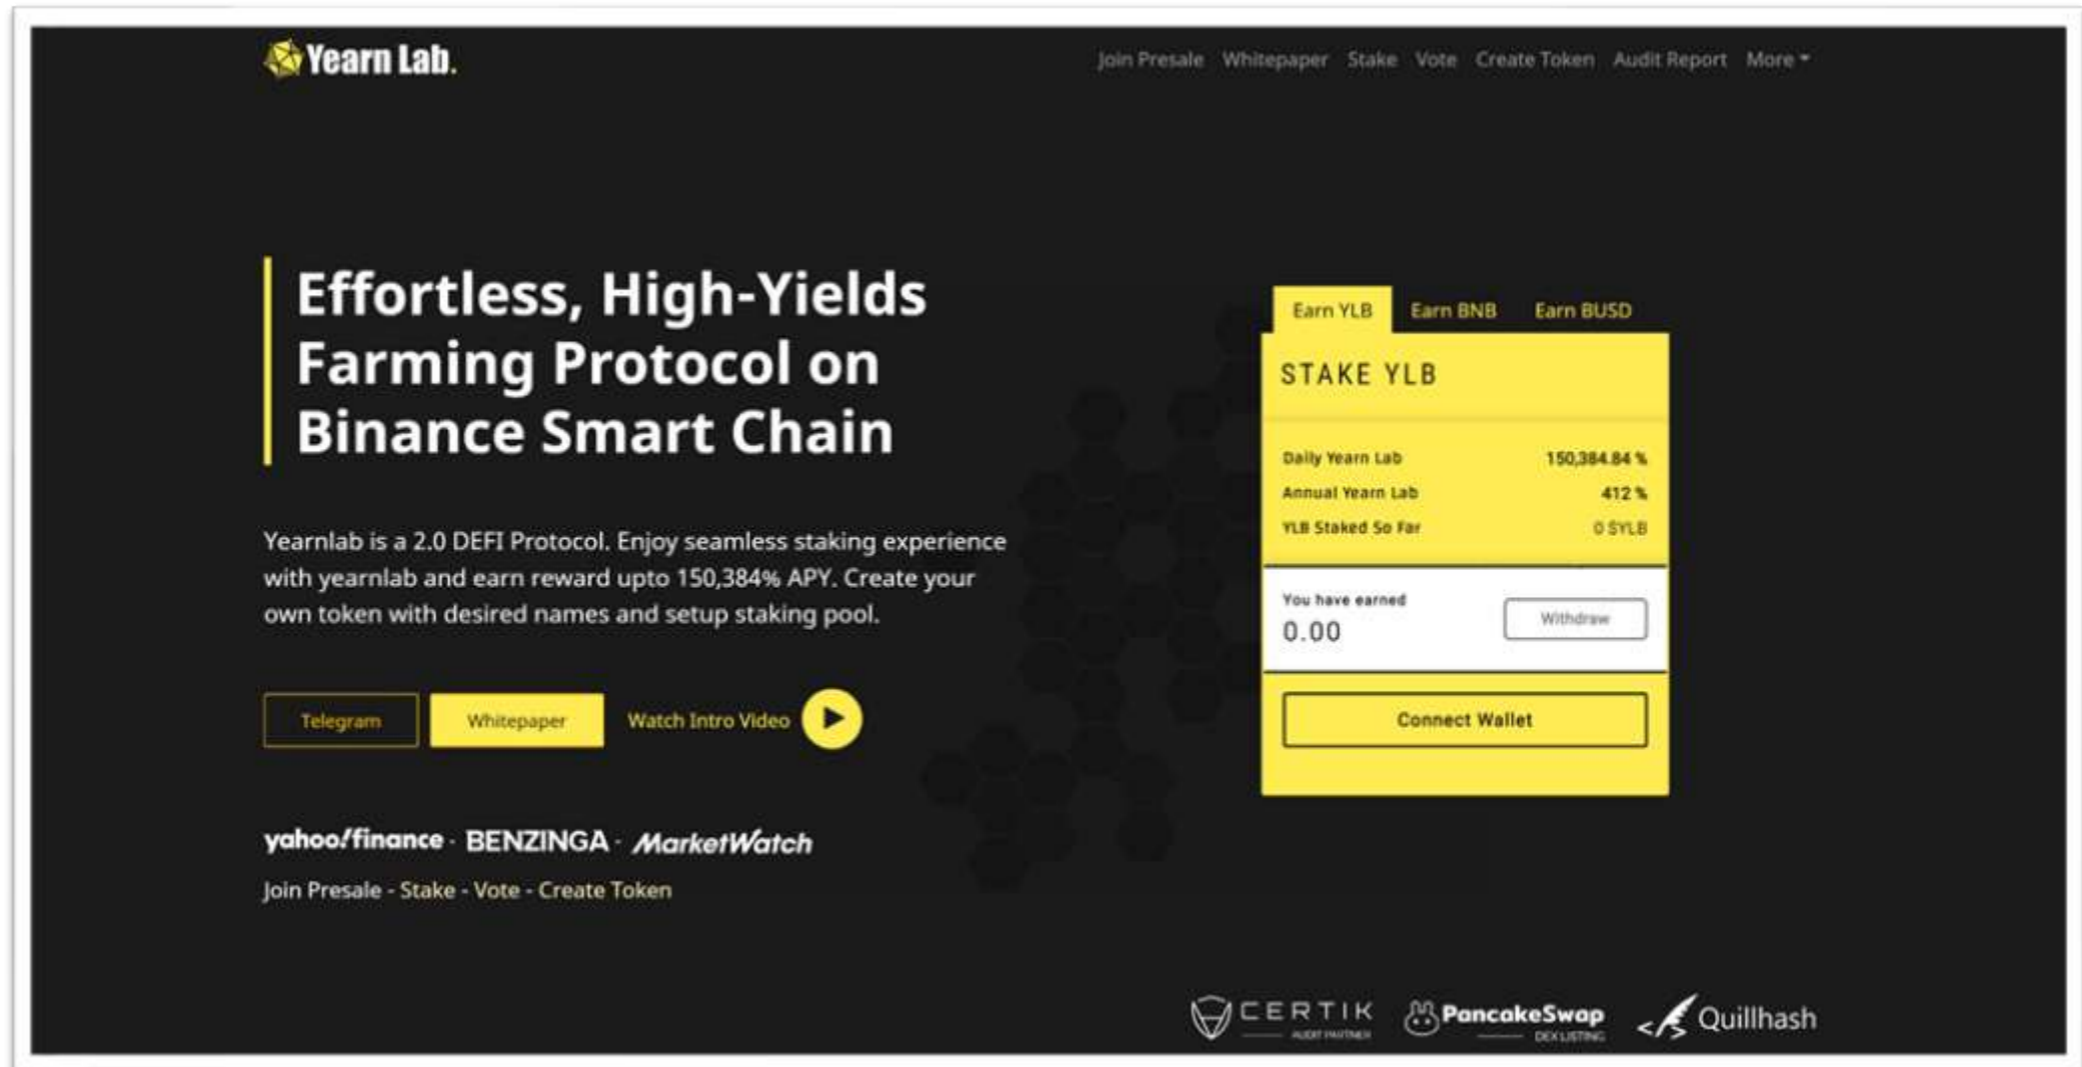 Yearn Lab.
Join Presale Whitepaper Stake Vote Create Token Audit Report More
Effortless, High-Yields
Farming Protocol on
Binance Smart Chain
Yearnlab is a 2.0 DEFI Protocol. Enjoy seamless staking experience
with yearnlab and earn reward upto 150,384% APY. Create your
own token with desired names and setup staking pool.
Telegram Whitepaper Watch Intro Video
yahoo!finance · BENZINGA · MarketWatch
Join Presale - Stake - Vote - Create Token
Earn YLB Earn BNB Earn BUSD
STAKE YLB
Daily Yearn Lab 150,384.84 %
Annual Yearn Lab 412 %
YLB Staked So Far 0 $YLB
You have earned
0.00
Withdraw
Connect Wallet
CERTIK
AUDIT PARTNER
PancakeSwap
DEX LISTING
Quillhash